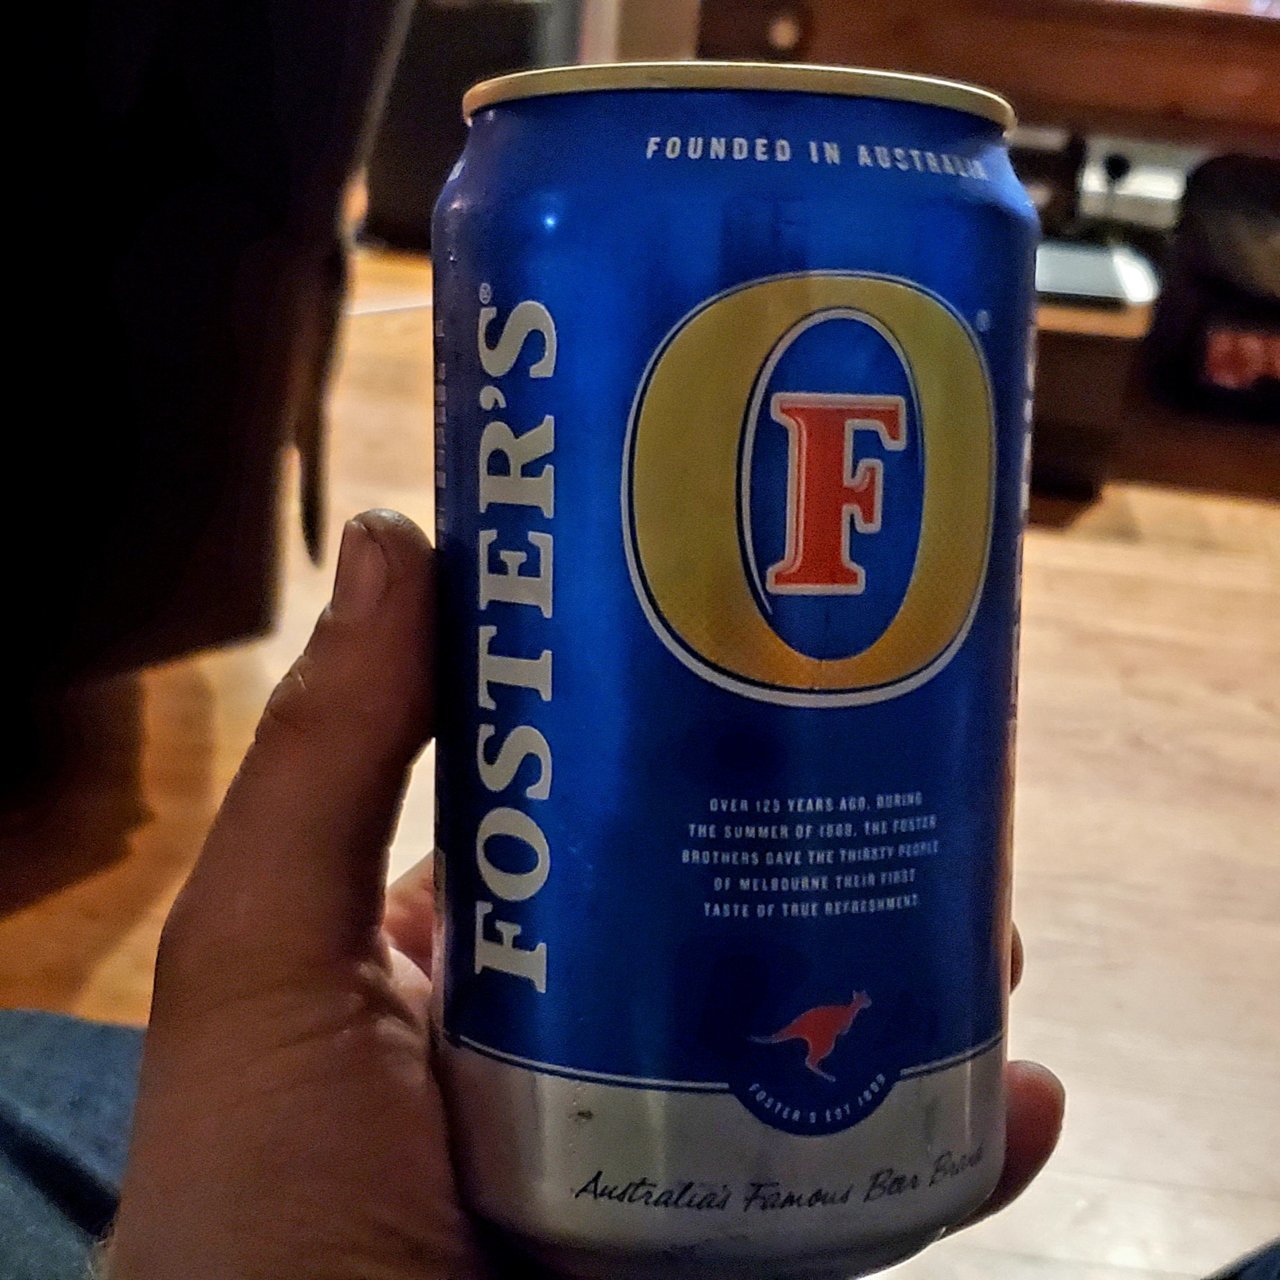 FOUNDED IN AUSTRALIA
FOSTER'S®
F
OVER 125 YEARS AGO, DURING
THE SUMMER OF 1888, THE FOSTER
BROTHERS GAVE THE THIRSTY PEOPLE
OF MELBOURNE THEIR FIRST
TASTE OF TRUE REFRESHMENT.
FOSTER'S EST 1888
Australia's Famous Beer Brand